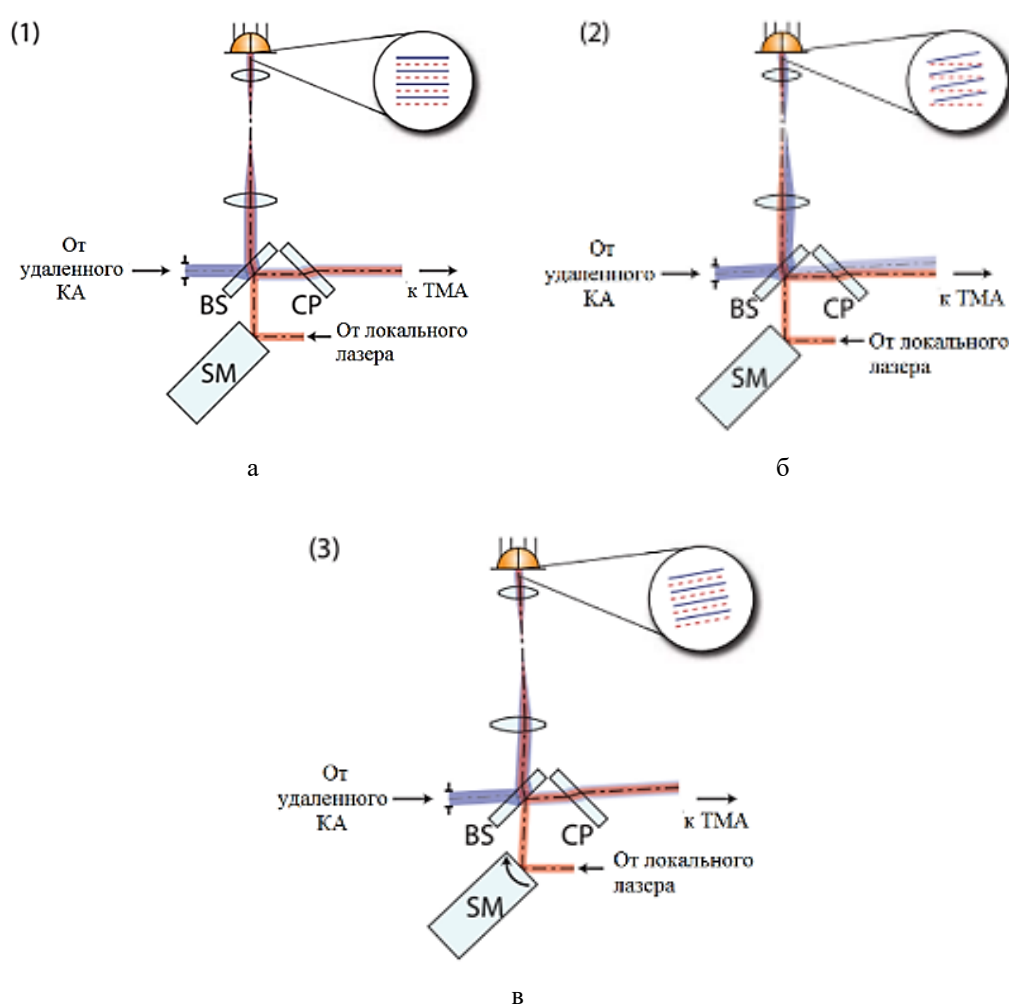 (1)
От
удаленного
КА
BS
CP
к ТМА
От локального
лазера
SM
а
(2)
От
удаленного
КА
BS
CP
к ТМА
От локального
лазера
SM
б
(3)
От
удаленного
КА
BS
CP
к ТМА
От локального
лазера
SM
в